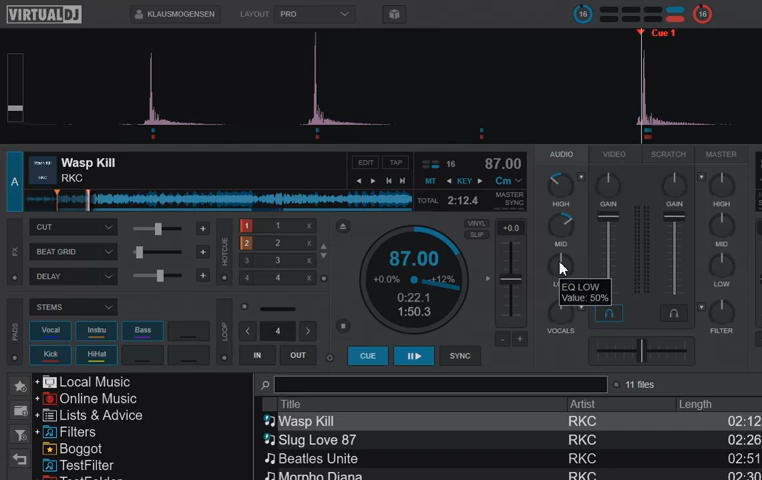 VIRTUALDJ
KLAUSMOGENSEN
LAYOUT PRO
16
16
Cue 1
A
Wasp Kill
RKC
EDIT TAP
16 87.00
MT KEY Cm
TOTAL 2:12.4
MASTER SYNC
AUDIO VIDEO SCRATCH MASTER
HIGH GAIN GAIN HIGH
MID MID
LOW
EQ LOW
Value: 50%
VOCALS FILTER
FX
CUT
BEAT GRID
DELAY
HOTCUE
1 1 x
2 2 x
3 3 x
4 4 x
VINYL
SLIP
+0.0
87.00
+0.0% +12%
0:22.1
1:50.3
PADS
STEMS
Vocal Instru Bass
Kick HiHat
LOOP
4
IN OUT
CUE SYNC
- +
Local Music
Online Music
Lists & Advice
Filters
Boggot
TestFilter
11 files
Title Artist Length
Wasp Kill RKC 02:12
Slug Love 87 RKC 02:26
Beatles Unite RKC 02:51
Morpho Diana RKC 02:30